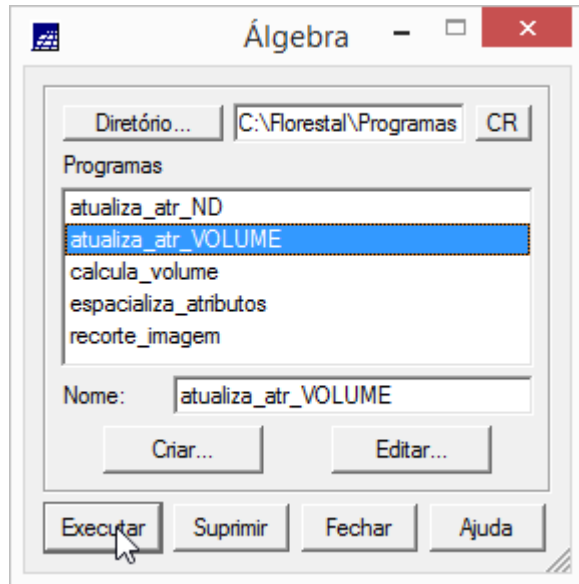 Álgebra
Diretório... C:\Florestal\Programas CR
Programas
atualiza_atr_ND
atualiza_atr_VOLUME
calcula_volume
espacializa_atributos
recorte_imagem
Nome: atualiza_atr_VOLUME
Criar... Editar...
Executar Suprimir Fechar Ajuda